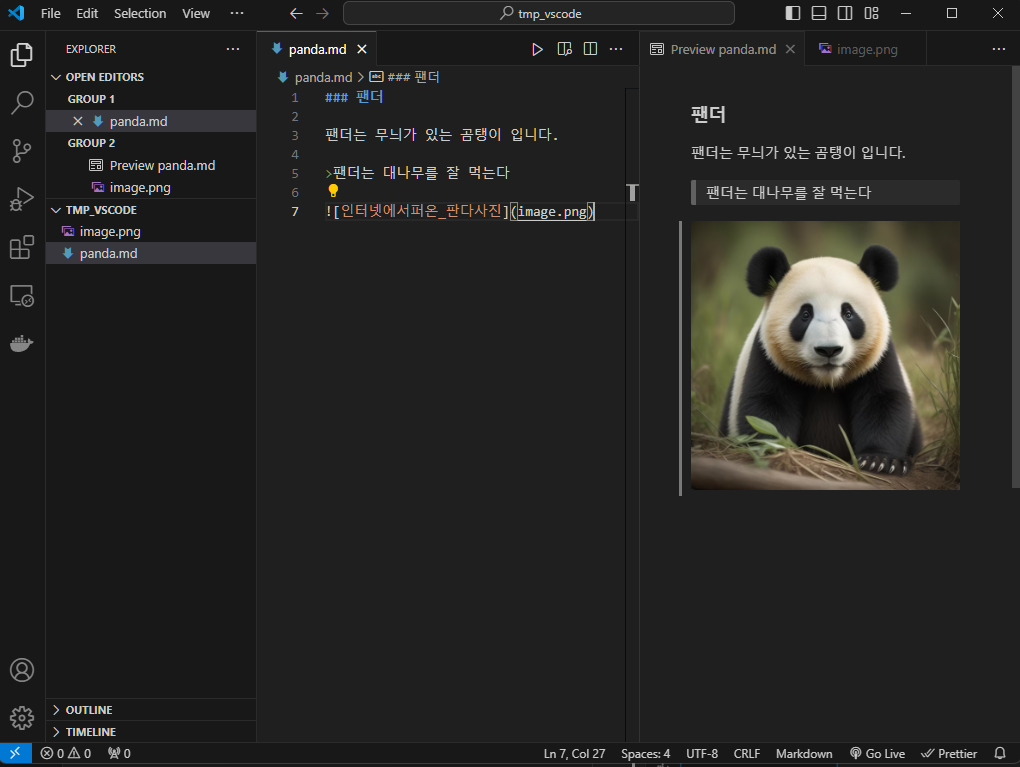 File Edit Selection View ··· tmp_vscode
EXPLORER ···
OPEN EDITORS
GROUP 1
panda.md
GROUP 2
Preview panda.md
image.png
TMP_VSCODE
image.png
panda.md
OUTLINE
TIMELINE
panda.md
panda.md > ### 팬더
1 ### 팬더
2
3 팬더는 무늬가 있는 곰탱이 입니다.
4
5 >팬더는 대나무를 잘 먹는다
6
7 ![인터넷에서퍼온_판다사진](image.png)
Preview panda.md image.png
팬더
팬더는 무늬가 있는 곰탱이 입니다.
팬더는 대나무를 잘 먹는다
0 0 0 Ln 7, Col 27 Spaces: 4 UTF-8 CRLF Markdown Go Live Prettier